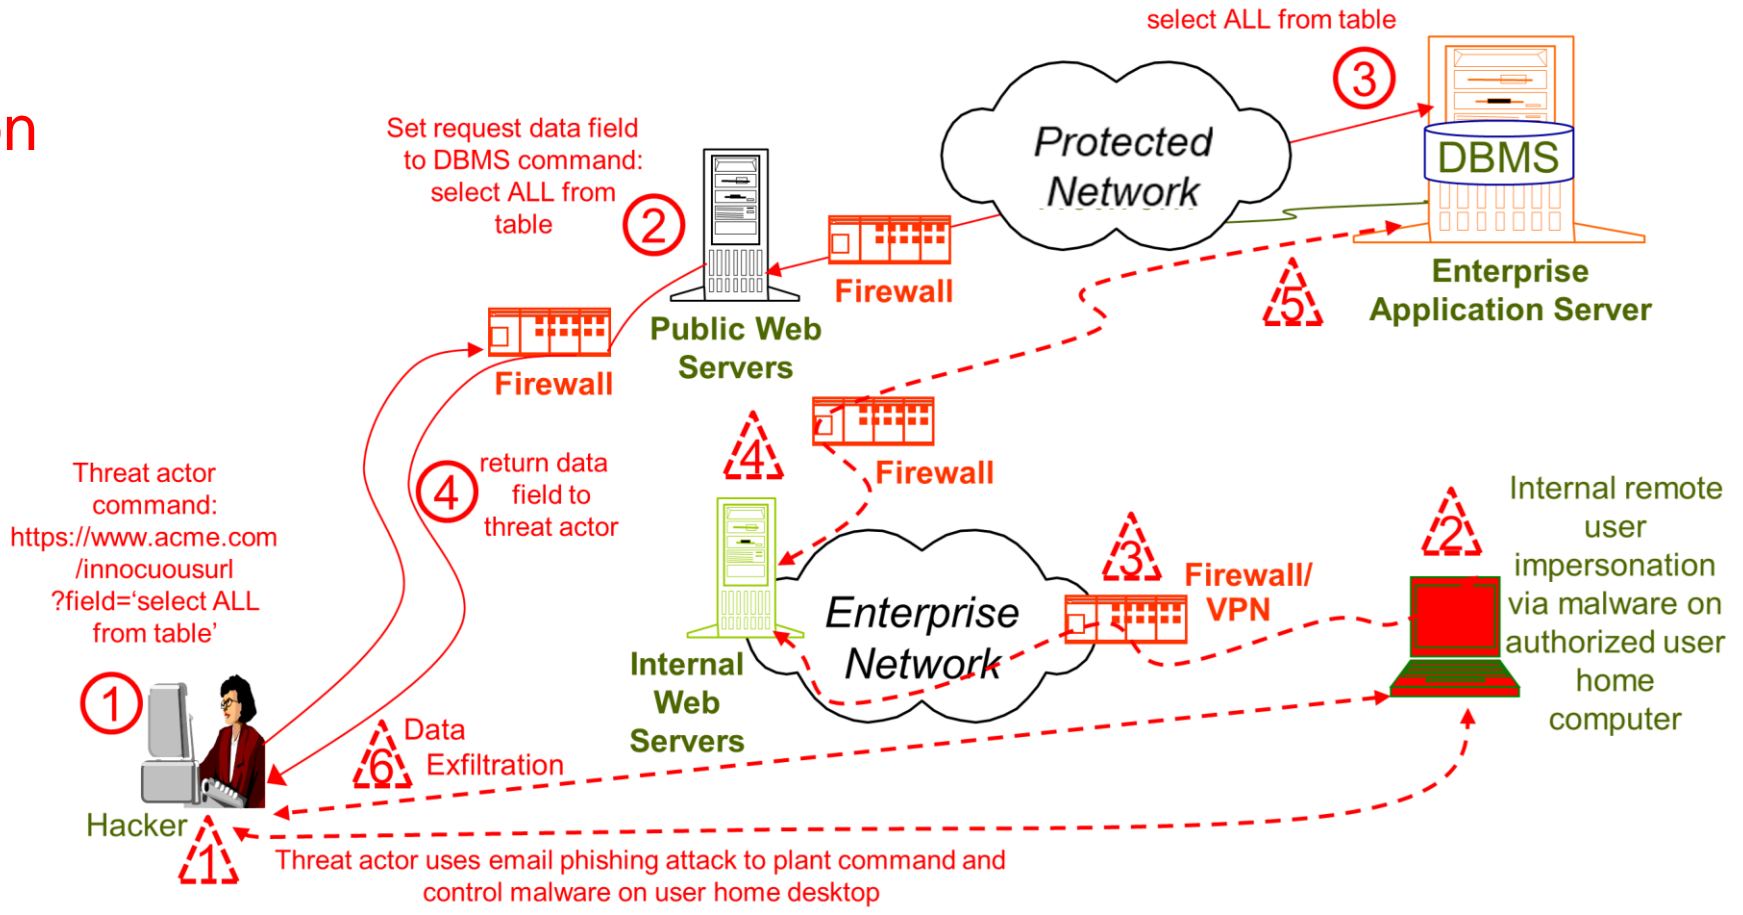 on
select ALL from table
3
Set request data field
to DBMS command:
select ALL from
table
2
Protected
Network
DBMS
Firewall
Enterprise
Application Server
5
Public Web
Servers
Firewall
4
Firewall
Threat actor
command:
https://www.acme.com
/innocuousurl
?field=‘select ALL
from table’
4
return data
field to
threat actor
2
Internal remote
user
impersonation
via malware on
authorized user
home
computer
3
Firewall/
VPN
Enterprise
Network
Internal
Web
Servers
1
6
Data
Exfiltration
Hacker
1
Threat actor uses email phishing attack to plant command and
control malware on user home desktop